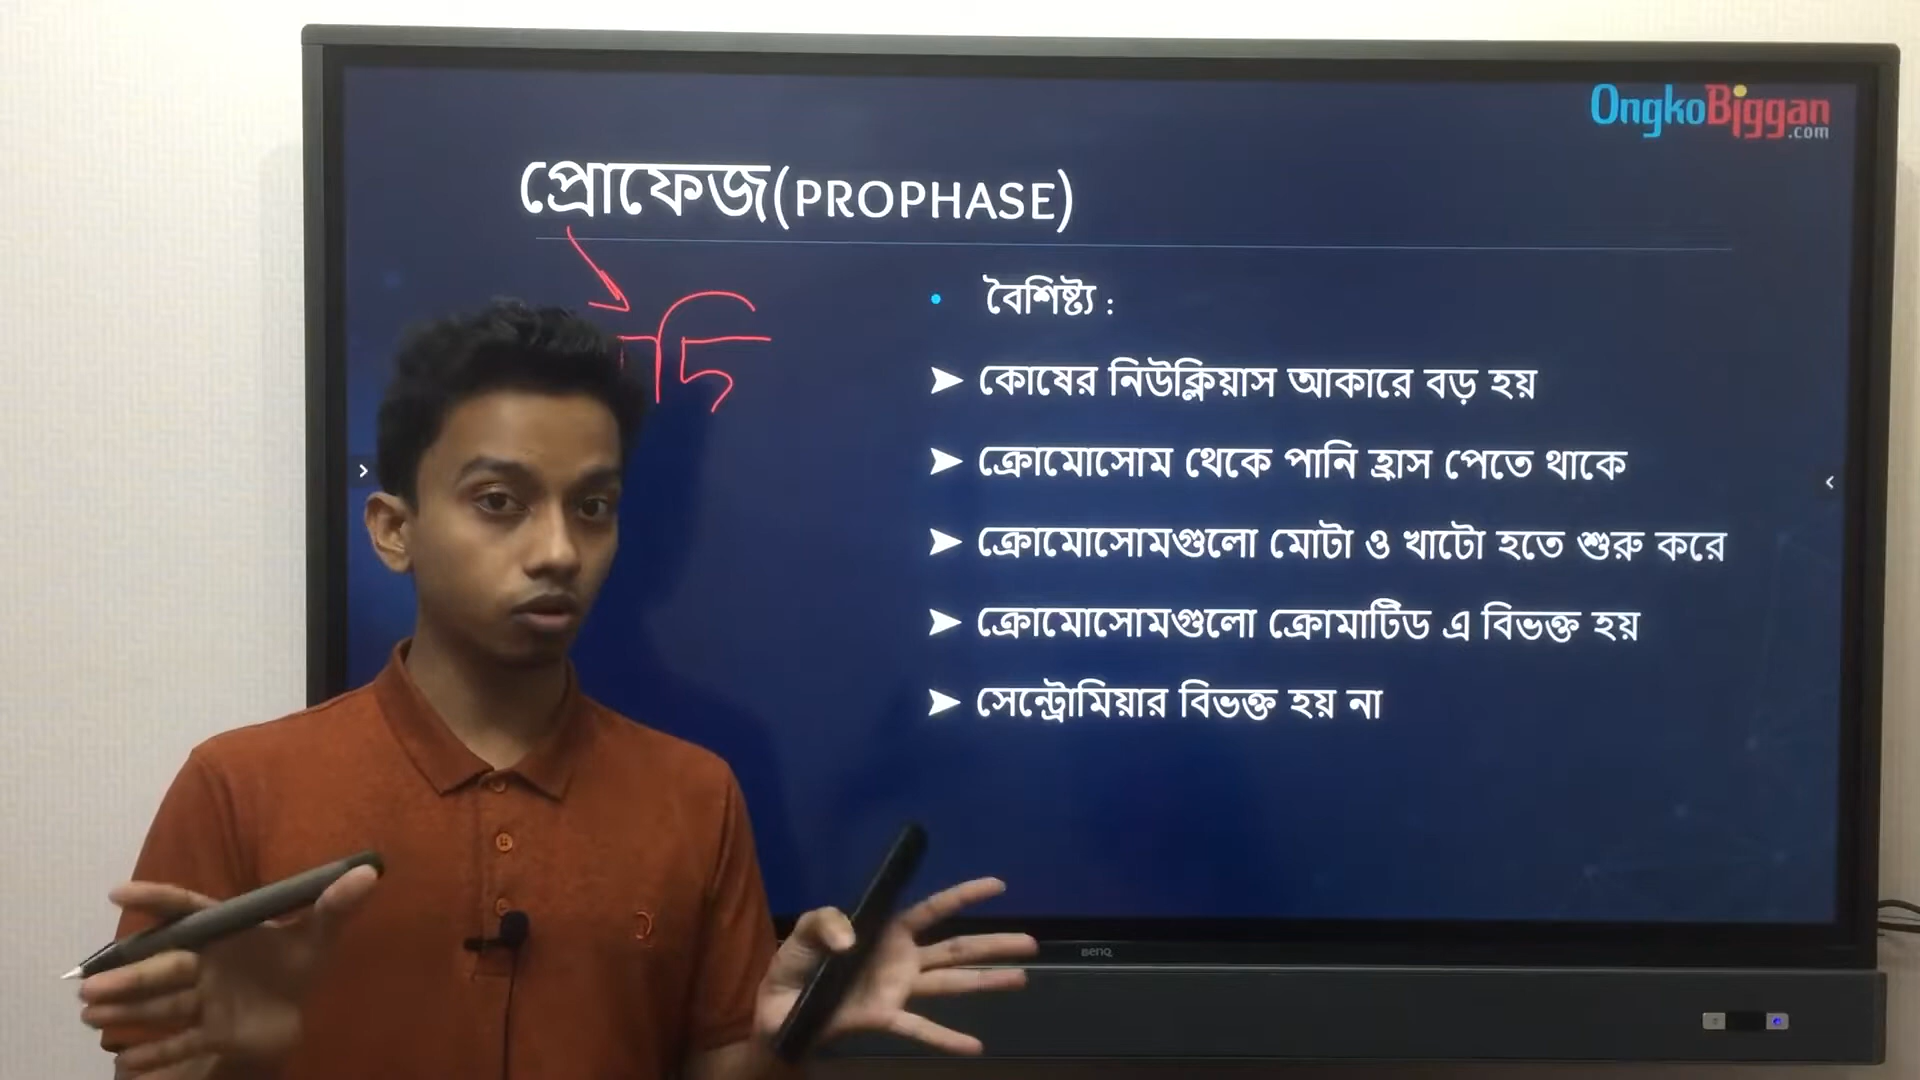 OngkoBiggan
.com
প্রোফেজ(PROPHASE)
• বৈশিষ্ট্য :
➤ কোষের নিউক্লিয়াস আকারে বড় হয়
➤ ক্রোমোসোম থেকে পানি হ্রাস পেতে থাকে
➤ ক্রোমোসোমগুলো মোটা ও খাটো হতে শুরু করে
➤ ক্রোমোসোমগুলো ক্রোমাটিড এ বিভক্ত হয়
➤ সেন্ট্রোমিয়ার বিভক্ত হয় না
BenQ